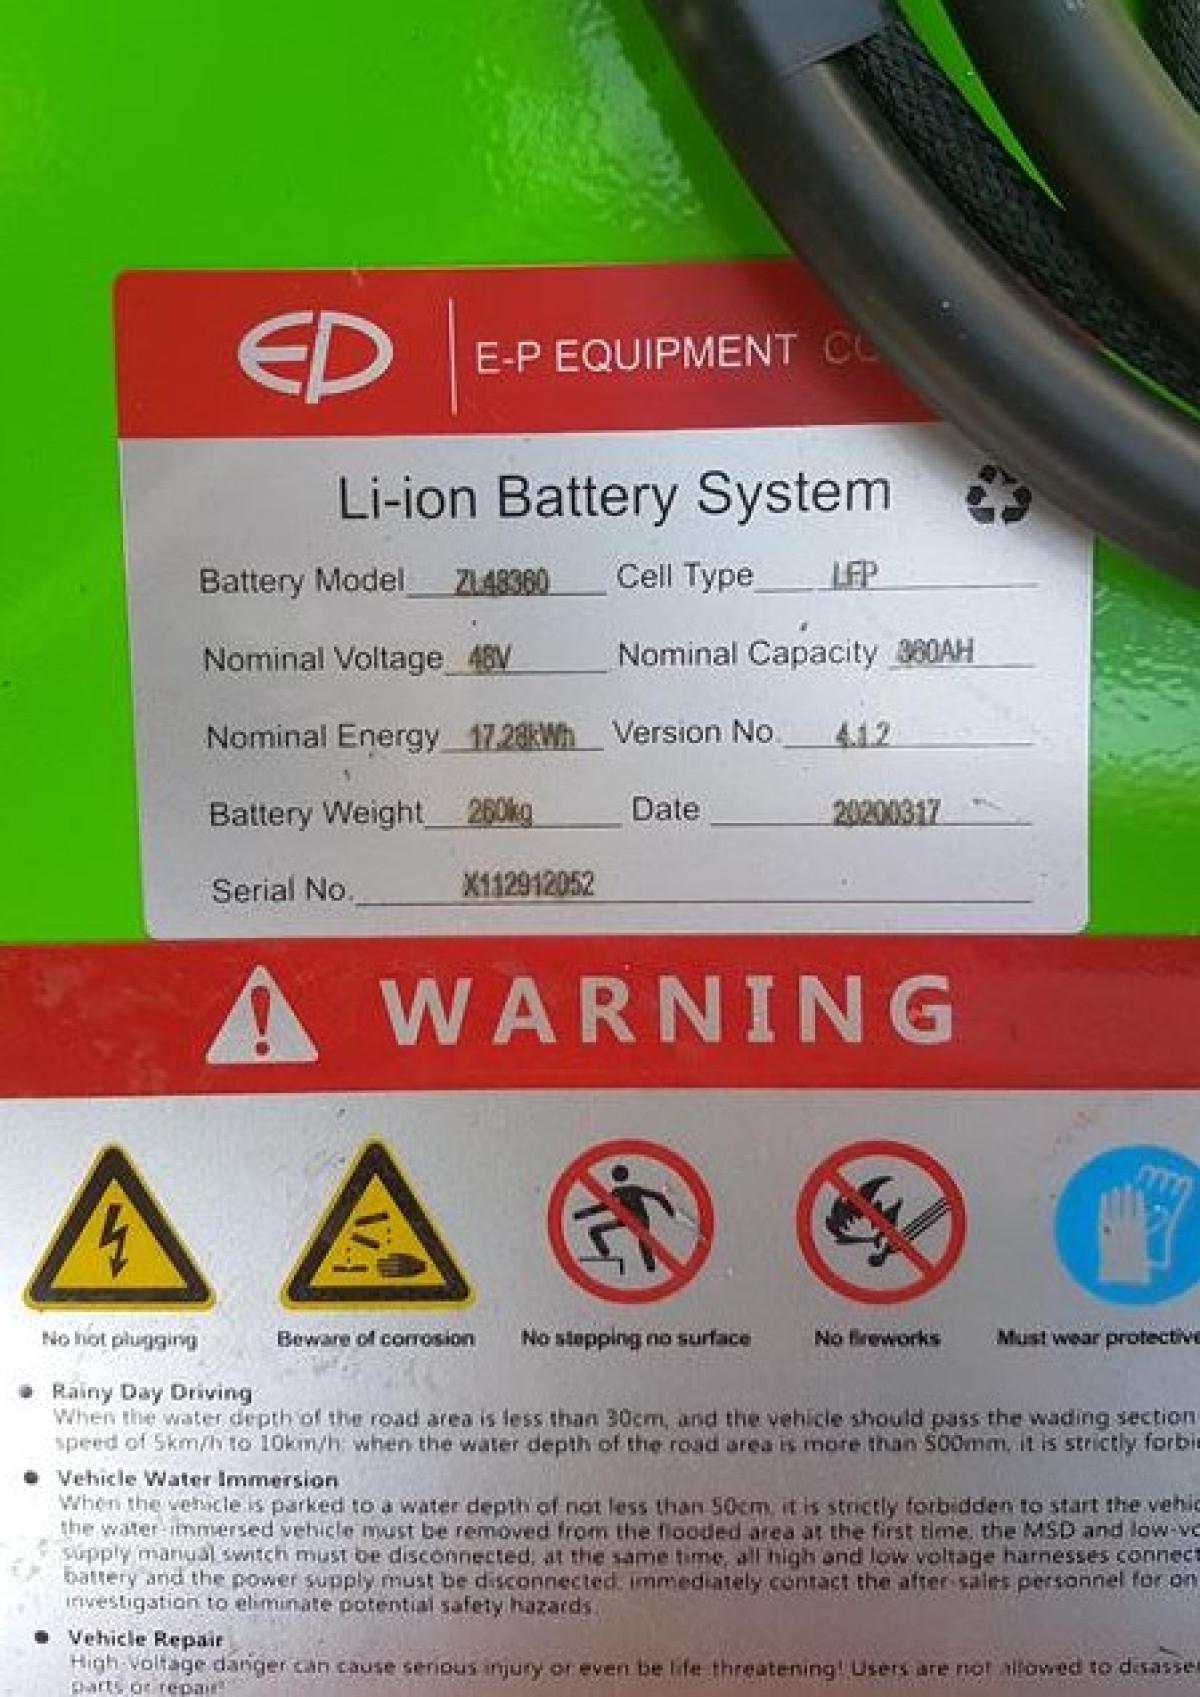 EP
E-P EQUIPMENT
Li-ion Battery System
Battery Model ZL48360 Cell Type LFP
Nominal Voltage 48V Nominal Capacity 360AH
Nominal Energy 17.28kWh Version No. 4.1.2
Battery Weight 260kg Date 20200317
Serial No. X112912052
WARNING
No hot plugging Beware of corrosion No stepping no surface No fireworks Must wear protective
Rainy Day Driving
When the water depth of the road area is less than 30cm, and the vehicle should pass the wading section
speed of 5km/h to 10km/h; when the water depth of the road area is more than 500mm, it is strictly
Vehicle Water Immersion
When the vehicle is parked to a water depth of not less than 50cm, it is strictly forbidden to start the
the water-immersed vehicle must be removed from the flooded area at the first time, the MSD and
supply manual switch must be disconnected; at the same time, all high and low voltage harnesses
battery and the power supply must be disconnected; immediately contact the after-sales personnel for on
investigation to eliminate potential safety hazards.
Vehicle Repair
High-voltage danger can cause serious injury or even be life-threatening! Users are not allowed to
parts or repair!